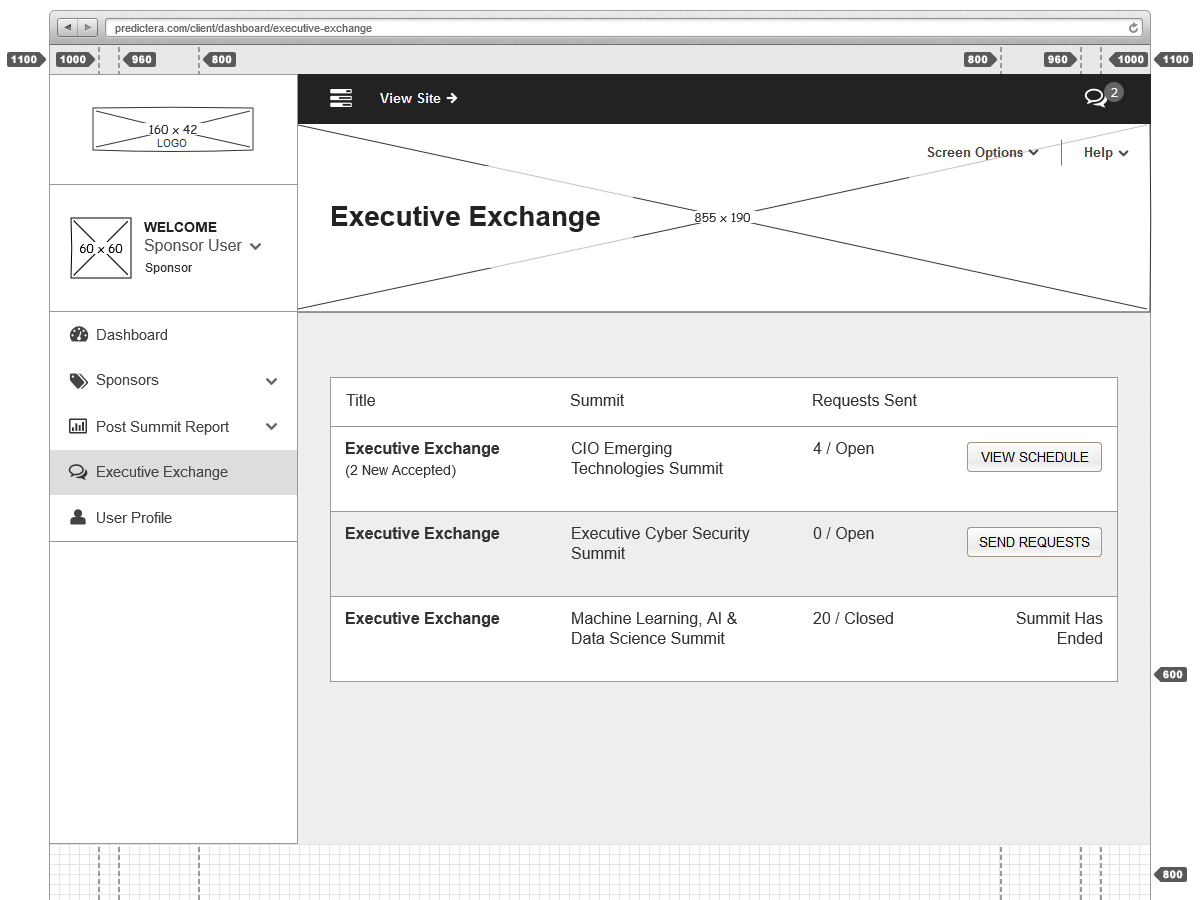 predictera.com/client/dashboard/executive-exchange
1100 1000 960 800 800 960 1000 1100
160 x 42
LOGO
View Site
2
Screen Options
Help
Executive Exchange
855 x 190
60 x 60
WELCOME
Sponsor User
Sponsor
Dashboard
Sponsors
Post Summit Report
Executive Exchange
User Profile
Title Summit Requests Sent
Executive Exchange
(2 New Accepted)
CIO Emerging
Technologies Summit
4 / Open
VIEW SCHEDULE
Executive Exchange
Executive Cyber Security
Summit
0 / Open
SEND REQUESTS
Executive Exchange
Machine Learning, AI &
Data Science Summit
20 / Closed
Summit Has
Ended
600
800